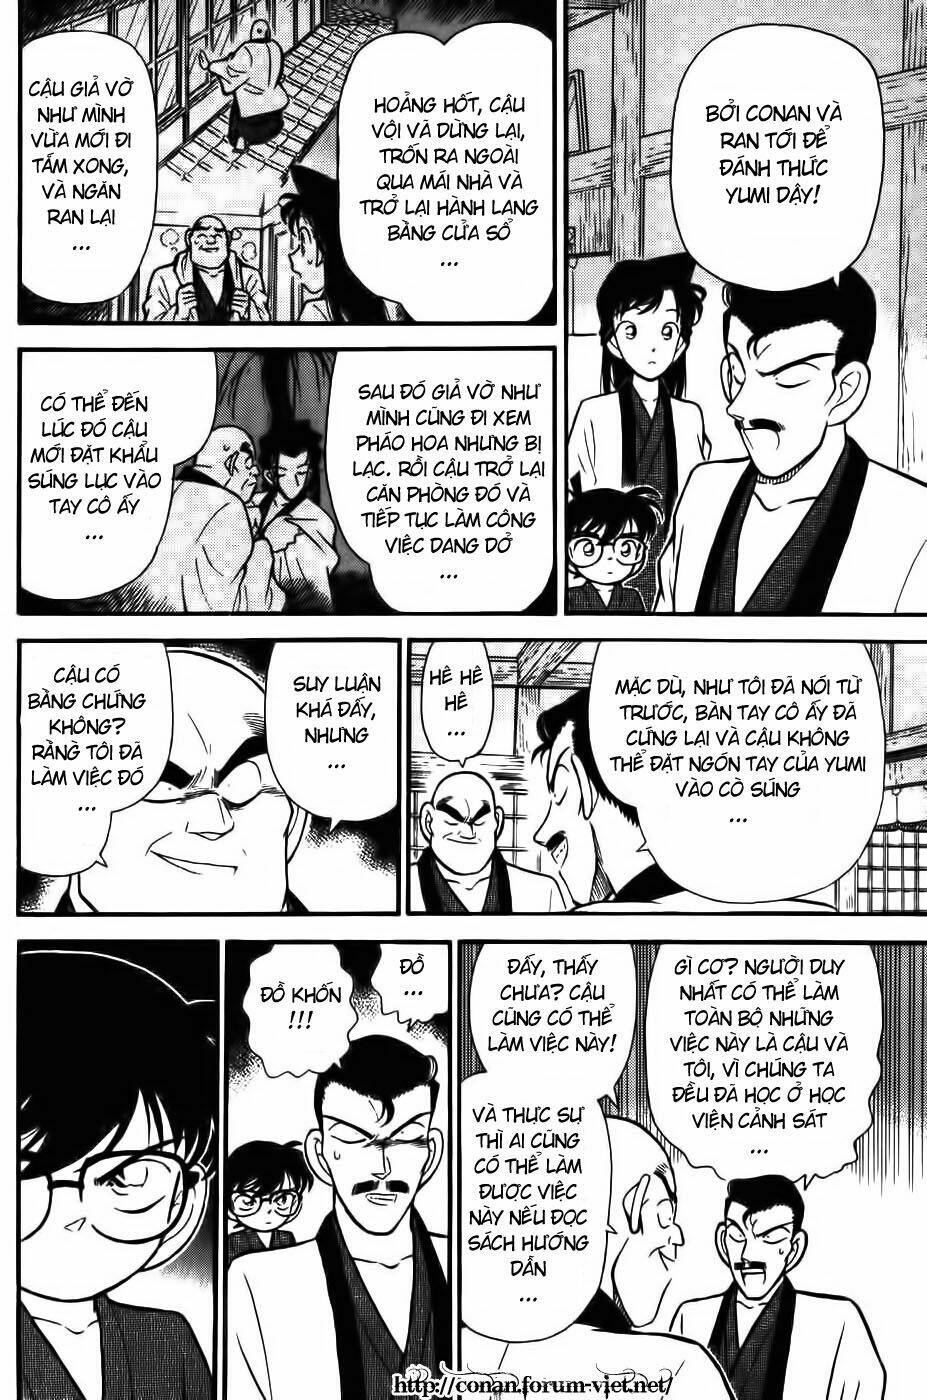 BỞI CONAN VÀ
RAN TỚI ĐỂ
ĐÁNH THỨC
YUMI DẬY!
HOẢNG HỐT, CẬU
VỘI VÃ DỪNG LẠI,
TRỐN RA NGOÀI
QUA MÁI NHÀ VÀ
TRỞ LẠI HÀNH LANG
BẰNG CỬA SỔ
...
CẬU GIẢ VỜ
NHƯ MÌNH
VỪA MỚI ĐI
TẮM XONG,
VÀ NGĂN
RAN LẠI
...
SAU ĐÓ GIẢ VỜ NHƯ
MÌNH CŨNG ĐI XEM
PHÁO HOA NHƯNG BỊ
LẠC. RỒI CẬU TRỞ LẠI
CĂN PHÒNG ĐÓ VÀ
TIẾP TỤC LÀM CÔNG
VIỆC DANG DỞ
...
CÓ THỂ ĐẾN
LÚC ĐÓ CẬU
MỚI ĐẶT KHẨU
SÚNG LỤC VÀO
TAY CÔ ẤY
...
MẶC DÙ, NHƯ TÔI ĐÃ NÓI TỪ
TRƯỚC, BÀN TAY CÔ ẤY ĐÃ
CỨNG LẠI VÀ CẬU KHÔNG
THỂ ĐẶT NGÓN TAY CỦA YUMI
VÀO CÒ SÚNG
...
HÊ HÊ
HÊ
...
SUY LUẬN
KHÁ ĐẤY,
NHƯNG
...
CẬU CÓ
BẰNG CHỨNG
KHÔNG?
RẰNG TÔI ĐÃ
LÀM VIỆC ĐÓ
...
GÌ CƠ? NGƯỜI DUY
NHẤT CÓ THỂ LÀM
TOÀN BỘ NHỮNG
VIỆC NÀY LÀ CẬU VÀ
TÔI, VÌ CHÚNG TA
ĐỀU ĐÃ HỌC Ở HỌC
VIỆN CẢNH SÁT
...
ĐẤY, THẤY
CHƯA? CẬU
CŨNG CÓ THỂ
LÀM VIỆC NÀY!
VÀ THỰC SỰ
THÌ AI CŨNG
CÓ THỂ LÀM
ĐƯỢC VIỆC
NÀY NẾU ĐỌC
SÁCH HƯỚNG
DẪN
...
ĐỒ
...
ĐỒ KHỐN
!!!
http://conan.forum-viet.net/